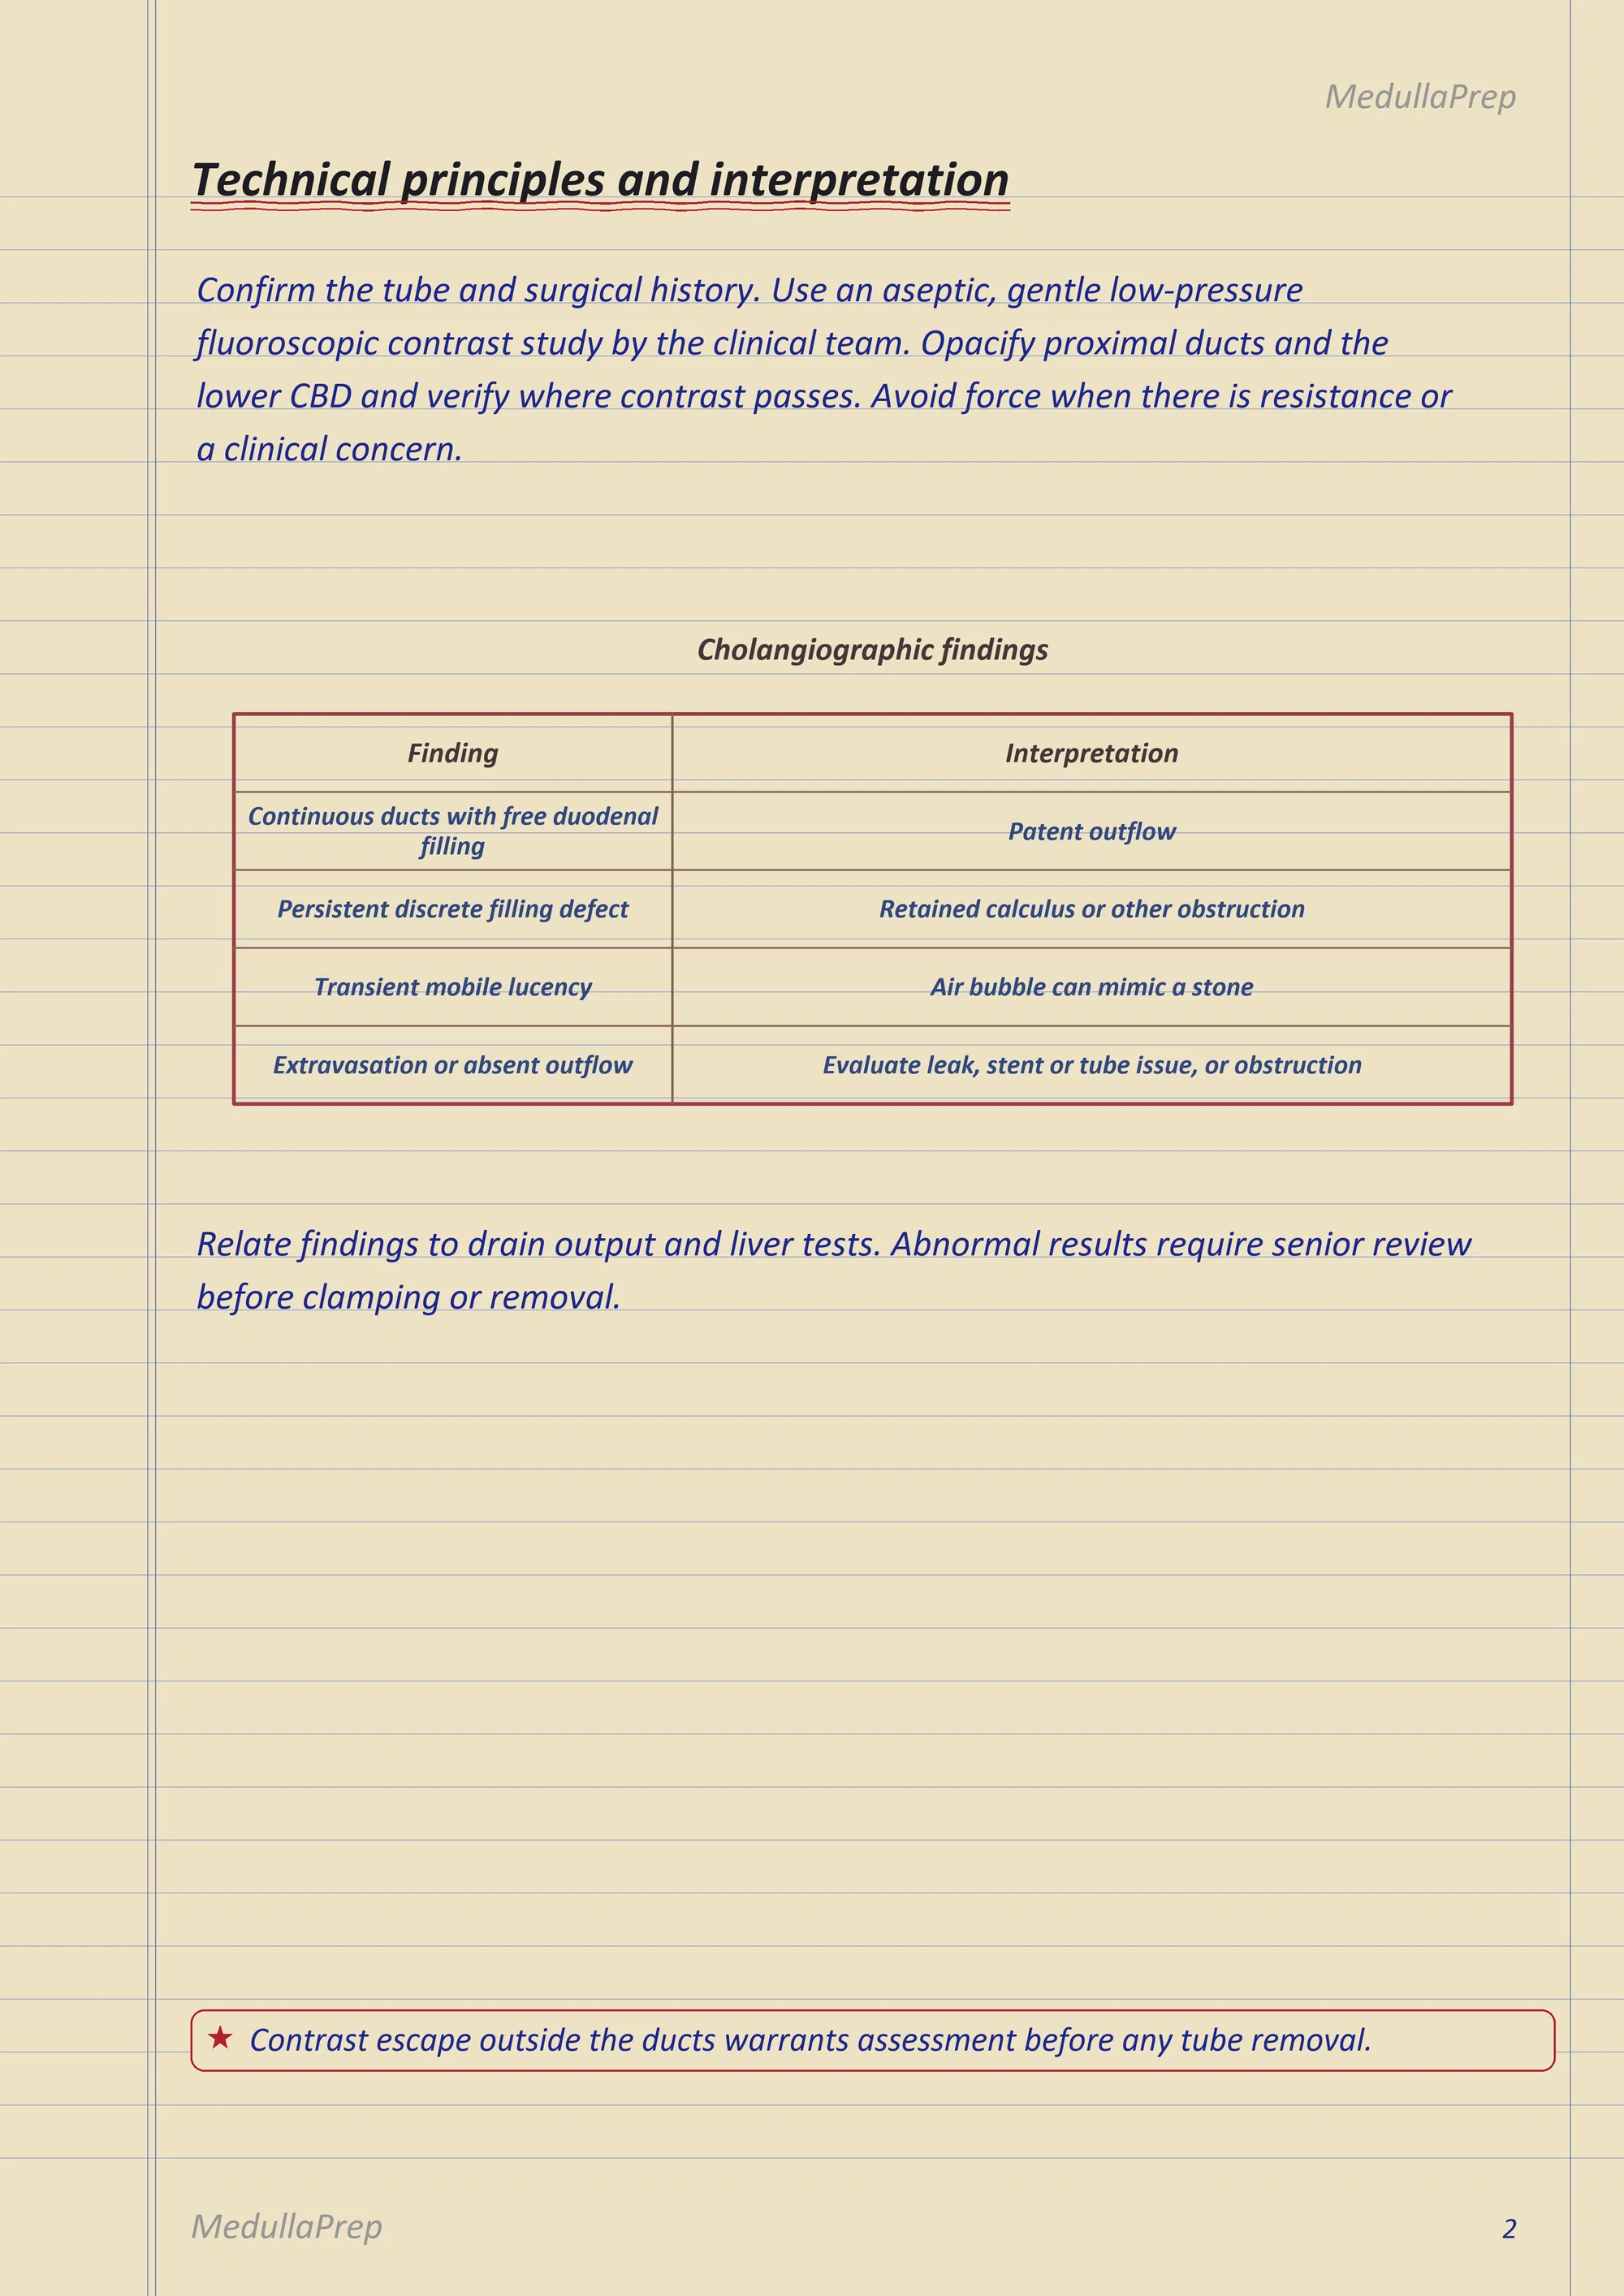 MedullaPrep
Technical principles and interpretation
Confirm the tube and surgical history. Use an aseptic, gentle low-pressure
fluoroscopic contrast study by the clinical team. Opacify proximal ducts and the
lower CBD and verify where contrast passes. Avoid force when there is resistance or
a clinical concern.
Cholangiographic findings
Finding Interpretation
Continuous ducts with free duodenal
filling
Patent outflow
Persistent discrete filling defect Retained calculus or other obstruction
Transient mobile lucency Air bubble can mimic a stone
Extravasation or absent outflow Evaluate leak, stent or tube issue, or obstruction
Relate findings to drain output and liver tests. Abnormal results require senior review
before clamping or removal.
★ Contrast escape outside the ducts warrants assessment before any tube removal.
MedullaPrep 2